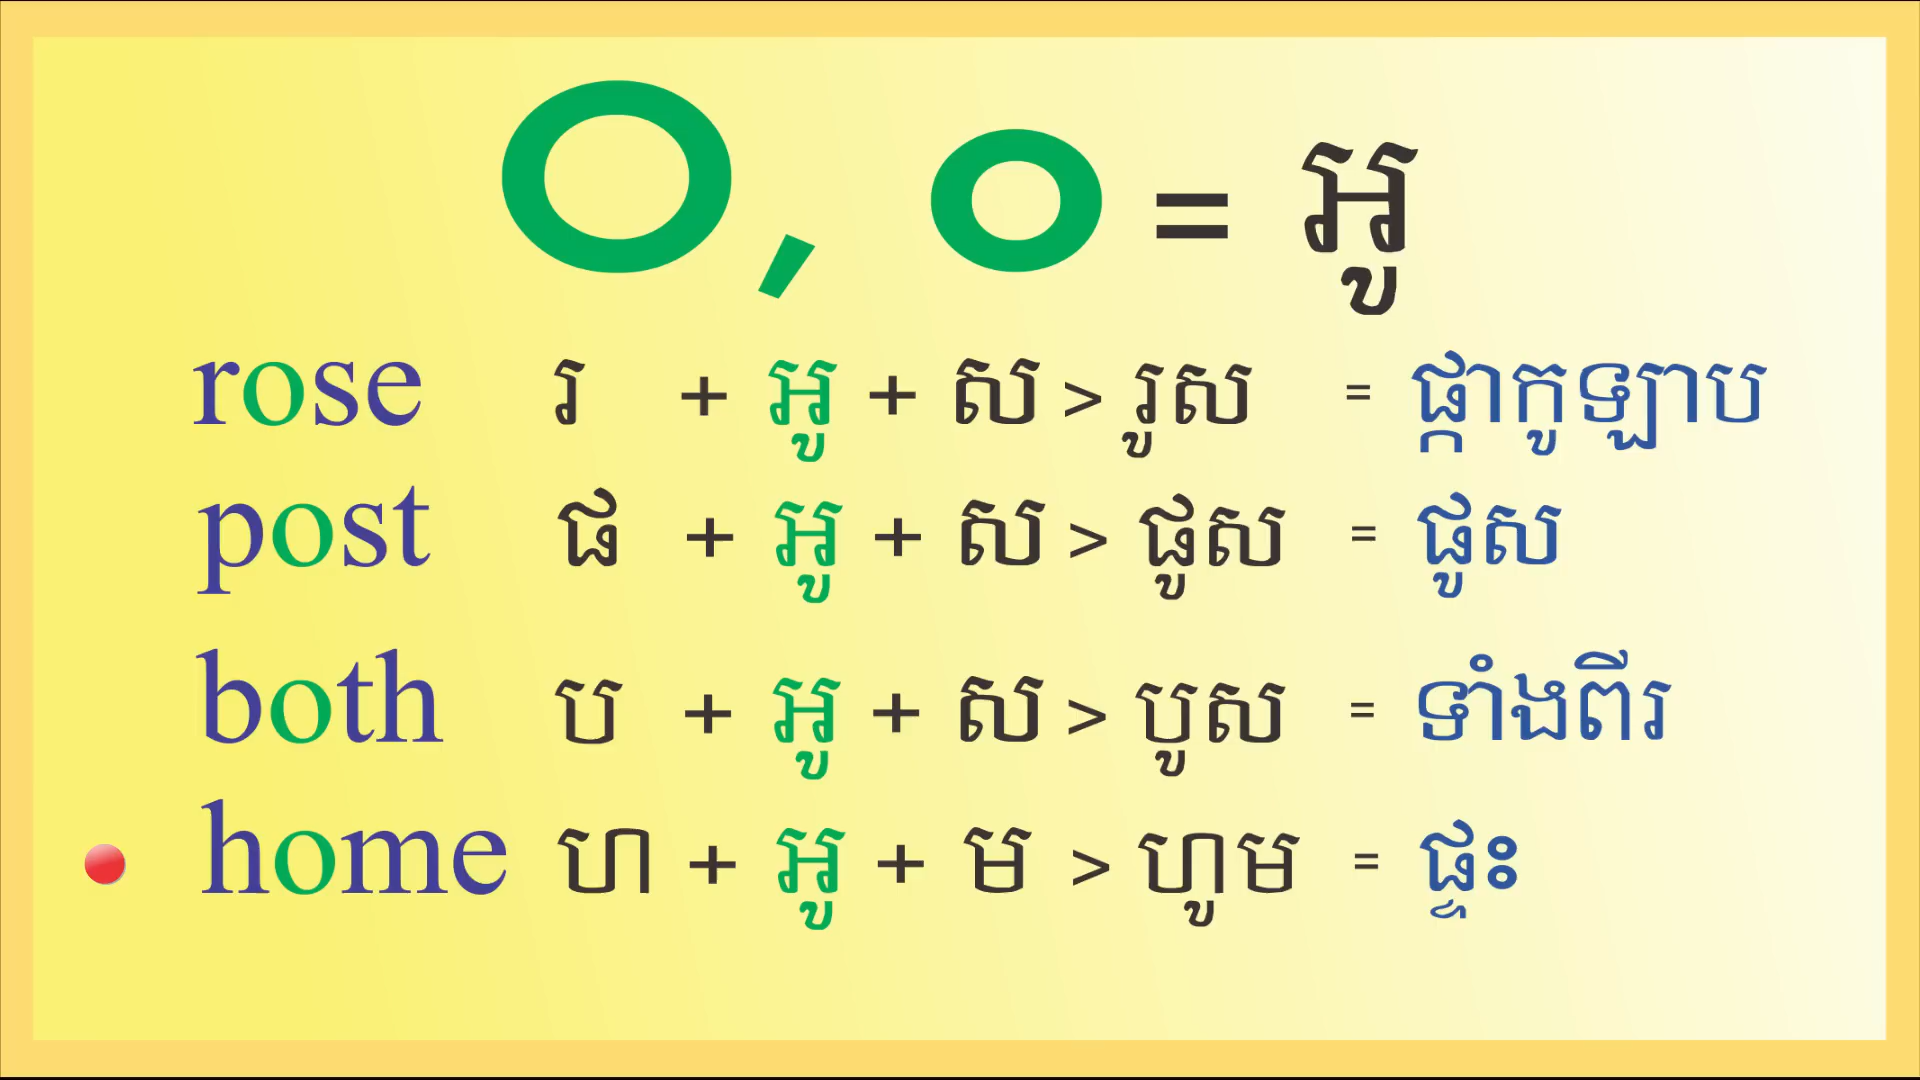 O, o = អូ
rose រ + អូ + ស > រូស = ផ្កាកូឡាប
post ផ + អូ + ស > ផូស = ផូស
both ប + អូ + ស > បូស = ទាំងពីរ
home ហ + អូ + ម > ហូម = ផ្ទះ